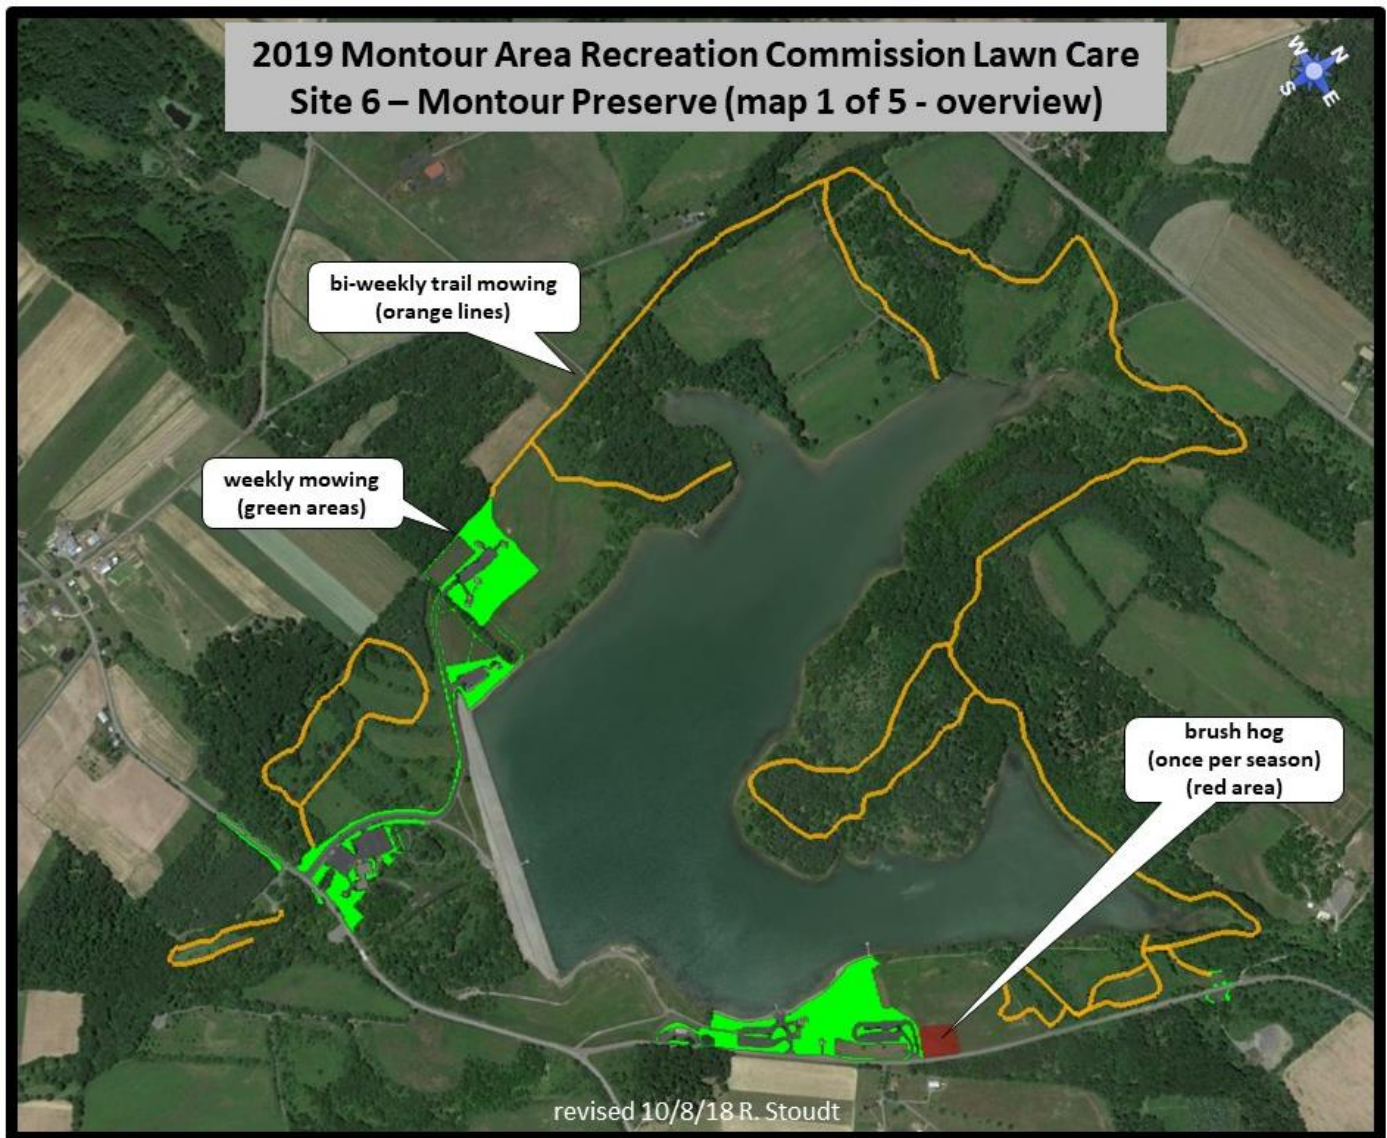 2019 Montour Area Recreation Commission Lawn Care
Site 6 – Montour Preserve (map 1 of 5 - overview)
W
N
S
E
bi-weekly trail mowing
(orange lines)
weekly mowing
(green areas)
brush hog
(once per season)
(red area)
revised 10/8/18 R. Stoudt